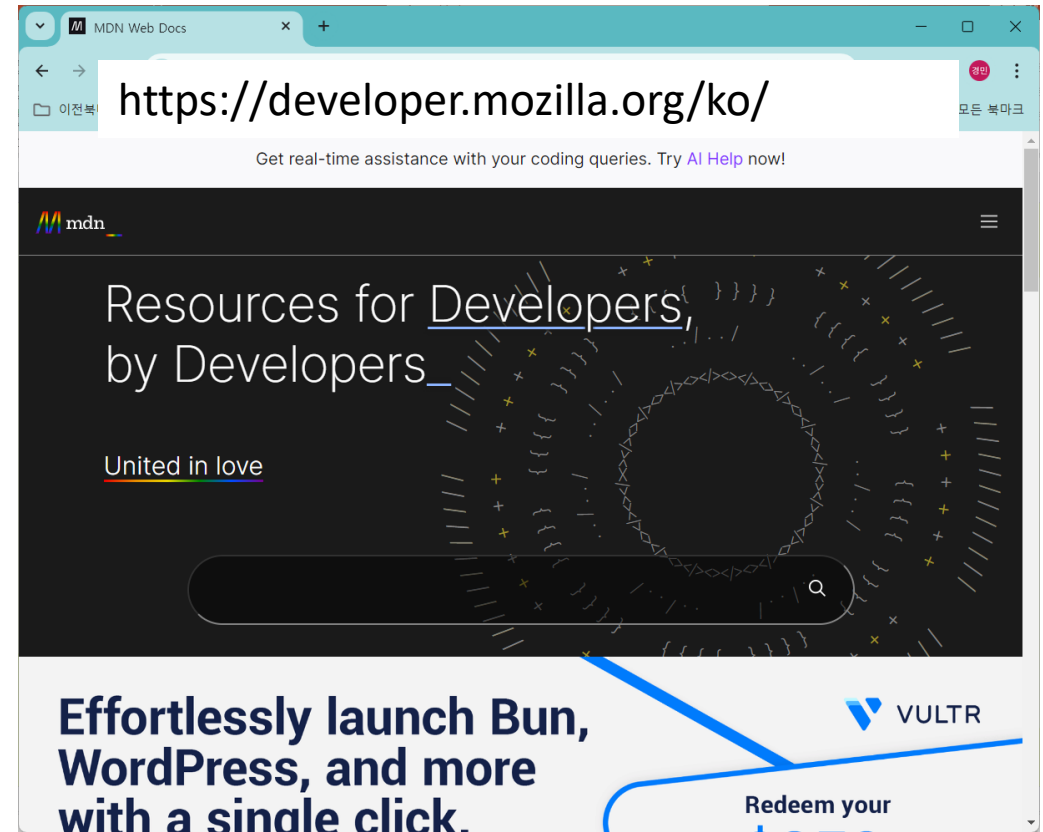 MDN Web Docs
https://developer.mozilla.org/ko/
경민
이전북
모든 북마크
Get real-time assistance with your coding queries. Try AI Help now!
mdn_
Resources for Developers,
by Developers_
United in love
Effortlessly launch Bun,
WordPress, and more
with a single click.
VULTR
Redeem your